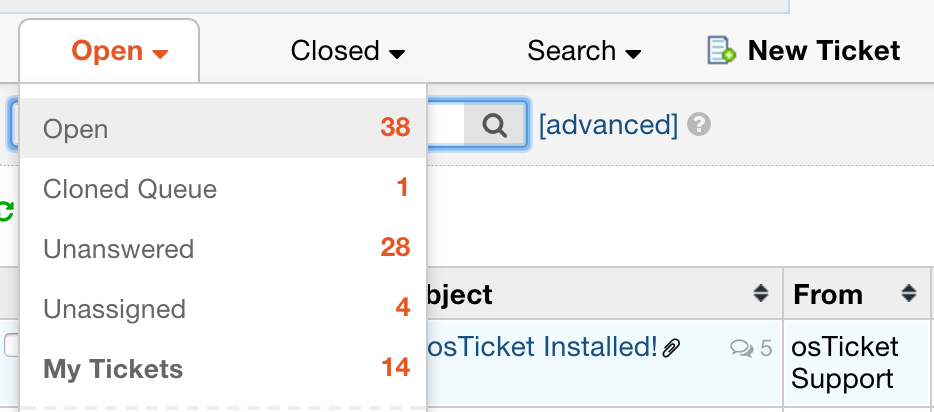 Open Closed Search New Ticket
Open 38
[advanced] ?
Cloned Queue 1
Unanswered 28
Unassigned 4
bject From
My Tickets 14
osTicket Installed! 5 osTicket
Support